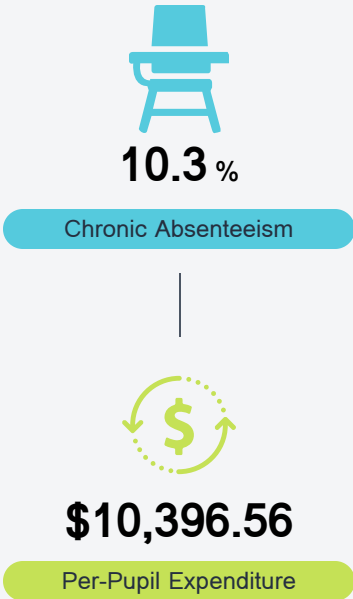 10.3 %
Chronic Absenteeism
$
$10,396.56
Per-Pupil Expenditure